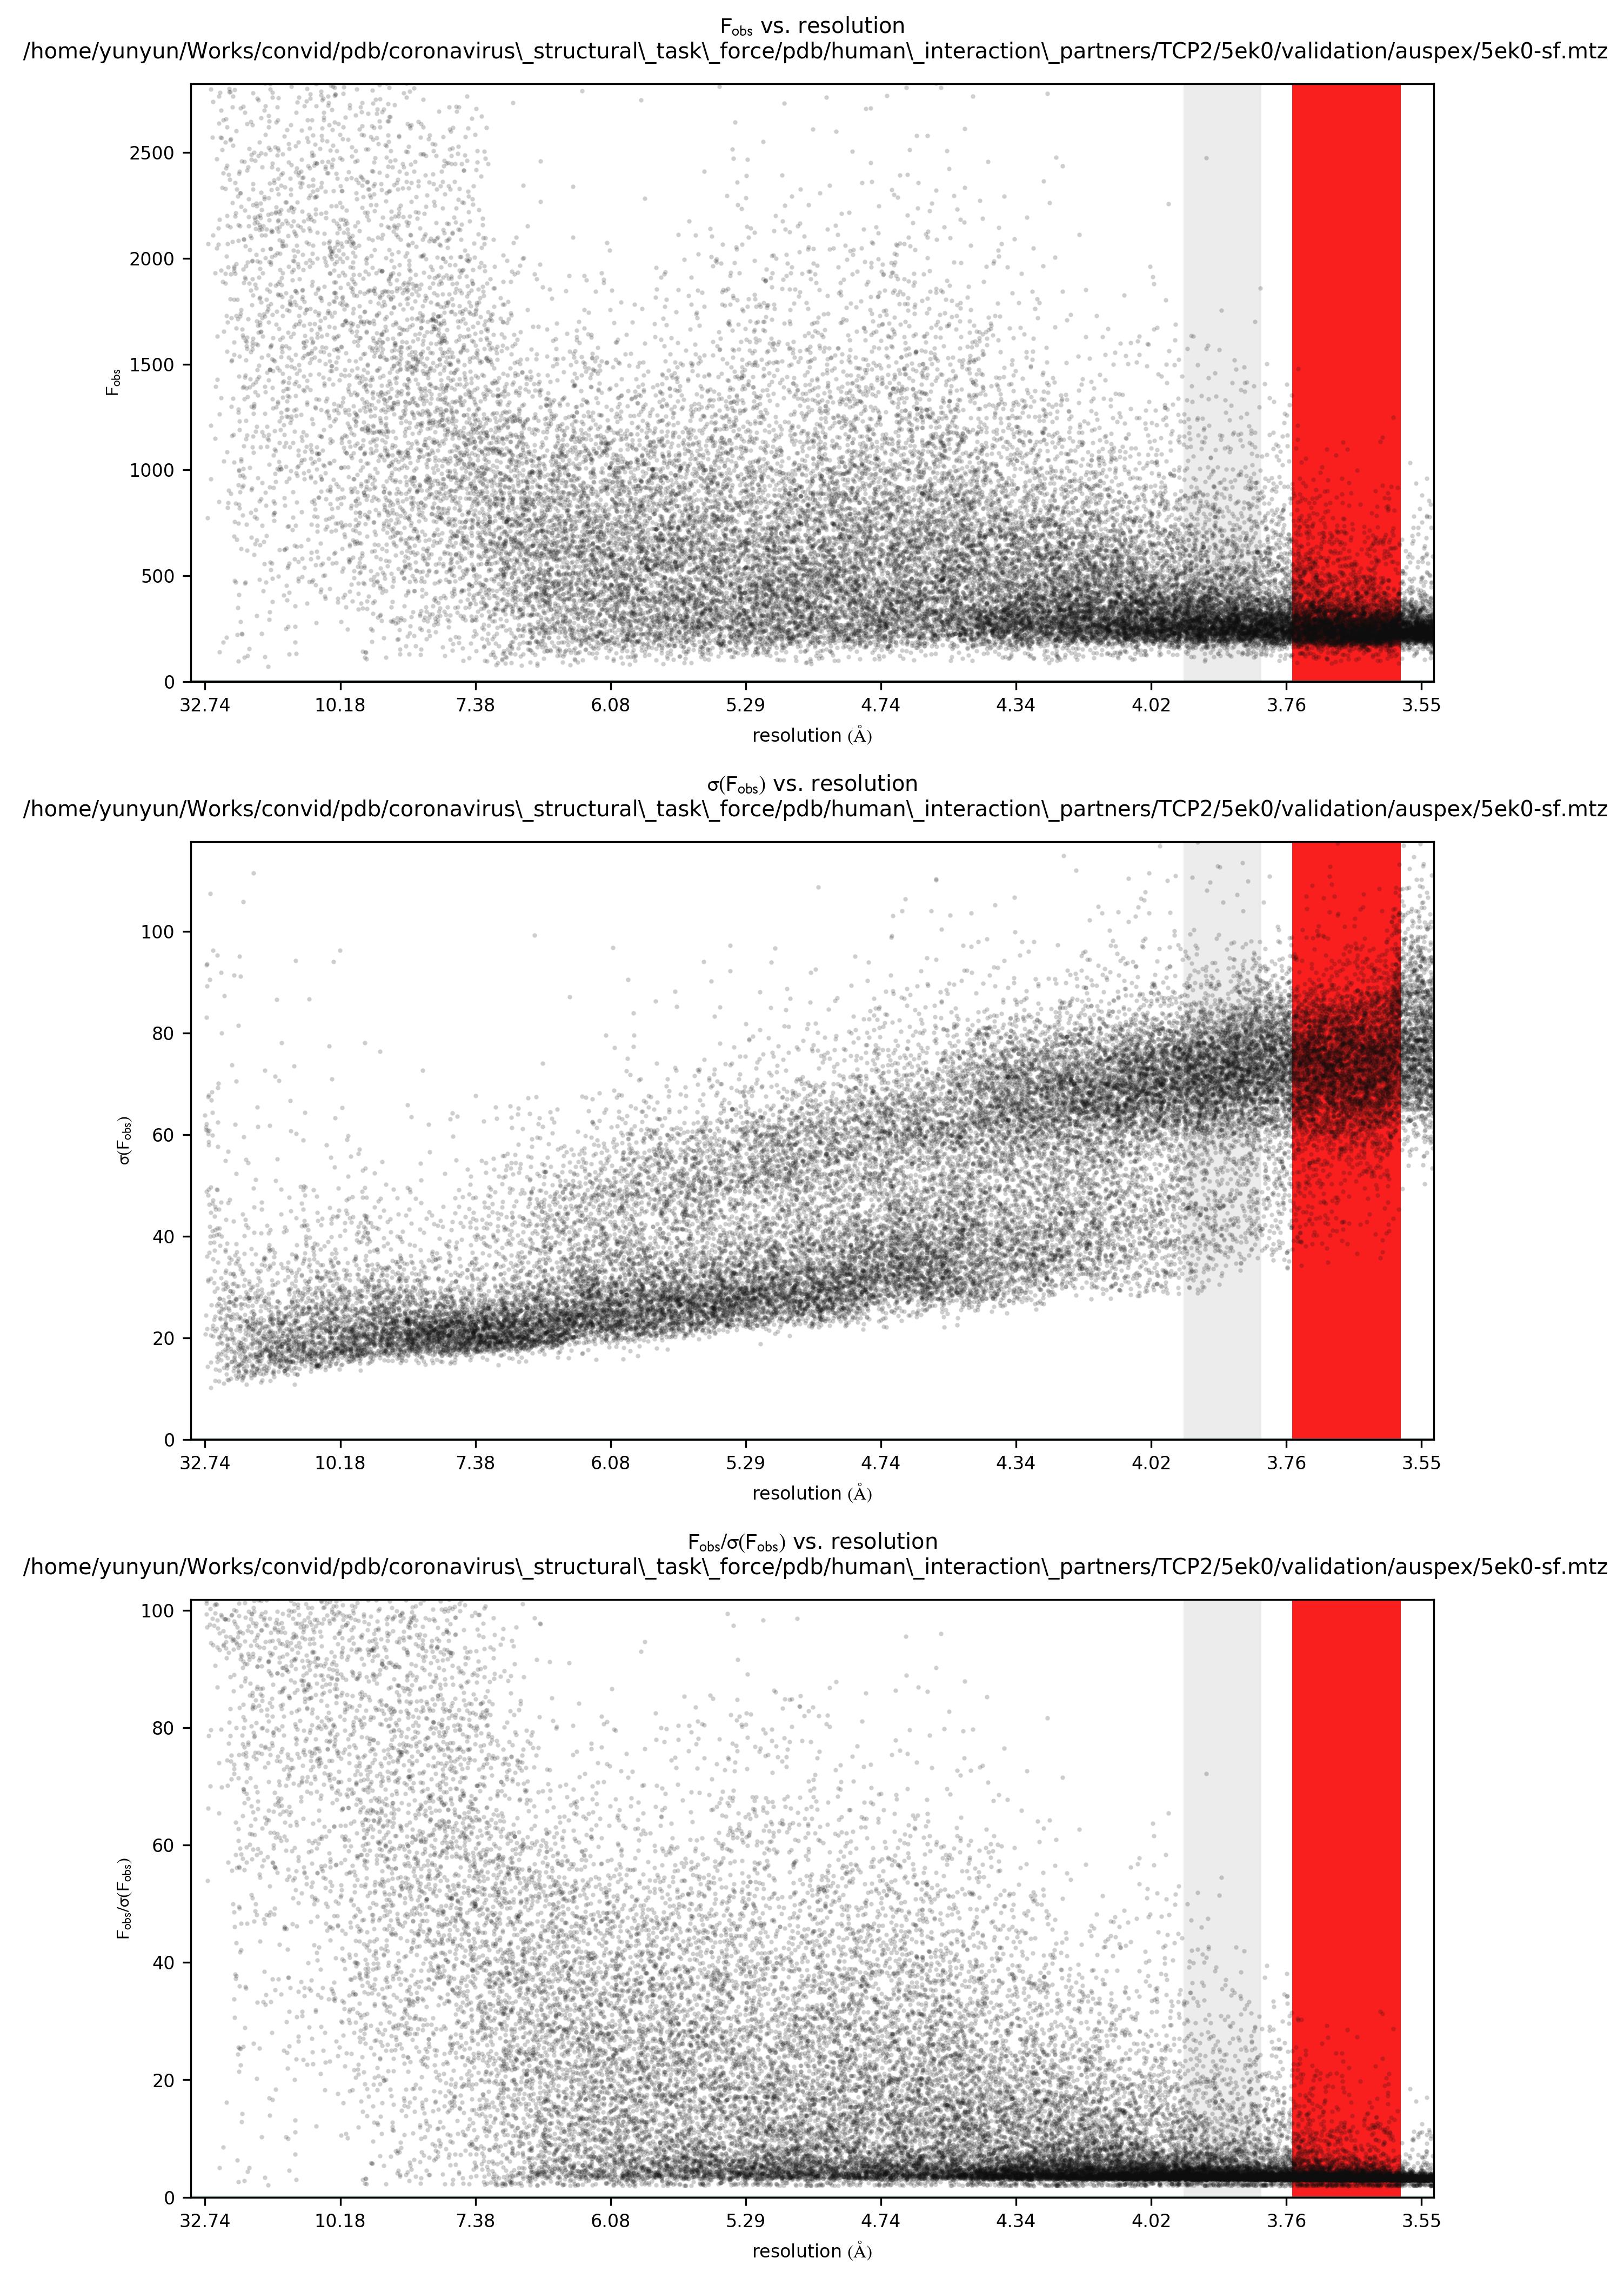 Fobs vs. resolution
/home/yunyun/Works/convid/pdb/coronavirus\_structural\_task\_force/pdb/human\_interaction\_partners/TCP2/5ek0/validation/auspex/5ek0-sf.mtz
2500
2000
1500
1000
500
0
Fobs
32.74 10.18 7.38 6.08 5.29 4.74 4.34 4.02 3.76 3.55
resolution (Å)
σ(Fobs) vs. resolution
/home/yunyun/Works/convid/pdb/coronavirus\_structural\_task\_force/pdb/human\_interaction\_partners/TCP2/5ek0/validation/auspex/5ek0-sf.mtz
100
80
60
40
20
0
σ(Fobs)
32.74 10.18 7.38 6.08 5.29 4.74 4.34 4.02 3.76 3.55
resolution (Å)
Fobs/σ(Fobs) vs. resolution
/home/yunyun/Works/convid/pdb/coronavirus\_structural\_task\_force/pdb/human\_interaction\_partners/TCP2/5ek0/validation/auspex/5ek0-sf.mtz
100
80
60
40
20
0
Fobs/σ(Fobs)
32.74 10.18 7.38 6.08 5.29 4.74 4.34 4.02 3.76 3.55
resolution (Å)